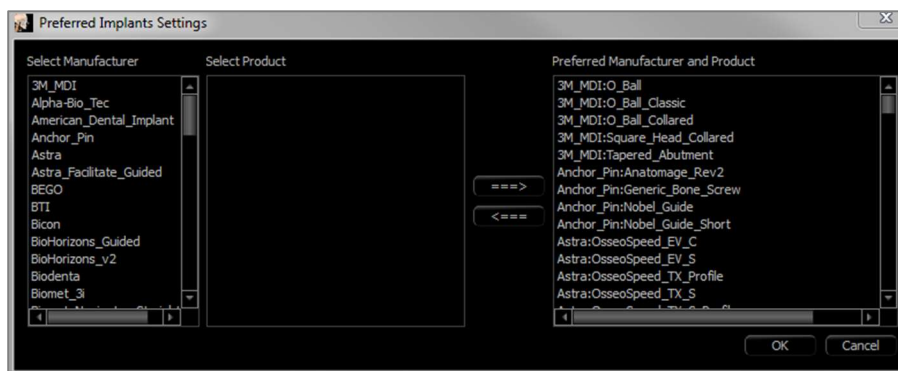 Preferred Implants Settings
Select Manufacturer
3M_MDI
Alpha-Bio_Tec
American_Dental_Implant
Anchor_Pin
Astra
Astra_Facilitate_Guided
BEGO
BTI
Bicon
BioHorizons_Guided
BioHorizons_v2
Biodenta
Biomet_3i
Select Product
===>
<===
Preferred Manufacturer and Product
3M_MDI:O_Ball
3M_MDI:O_Ball_Classic
3M_MDI:O_Ball_Collared
3M_MDI:Square_Head_Collared
3M_MDI:Tapered_Abutment
Anchor_Pin:Anatomage_Rev2
Anchor_Pin:Generic_Bone_Screw
Anchor_Pin:Nobel_Guide
Anchor_Pin:Nobel_Guide_Short
Astra:OsseoSpeed_EV_C
Astra:OsseoSpeed_EV_S
Astra:OsseoSpeed_TX_Profile
Astra:OsseoSpeed_TX_S
OK
Cancel